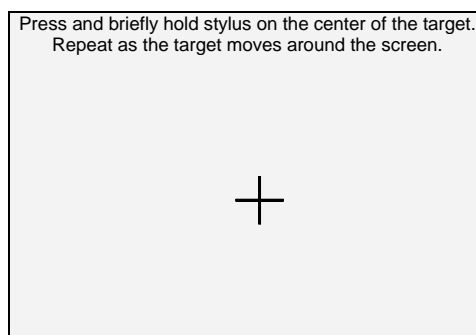 Press and briefly hold stylus on the center of the target.
Repeat as the target moves around the screen.